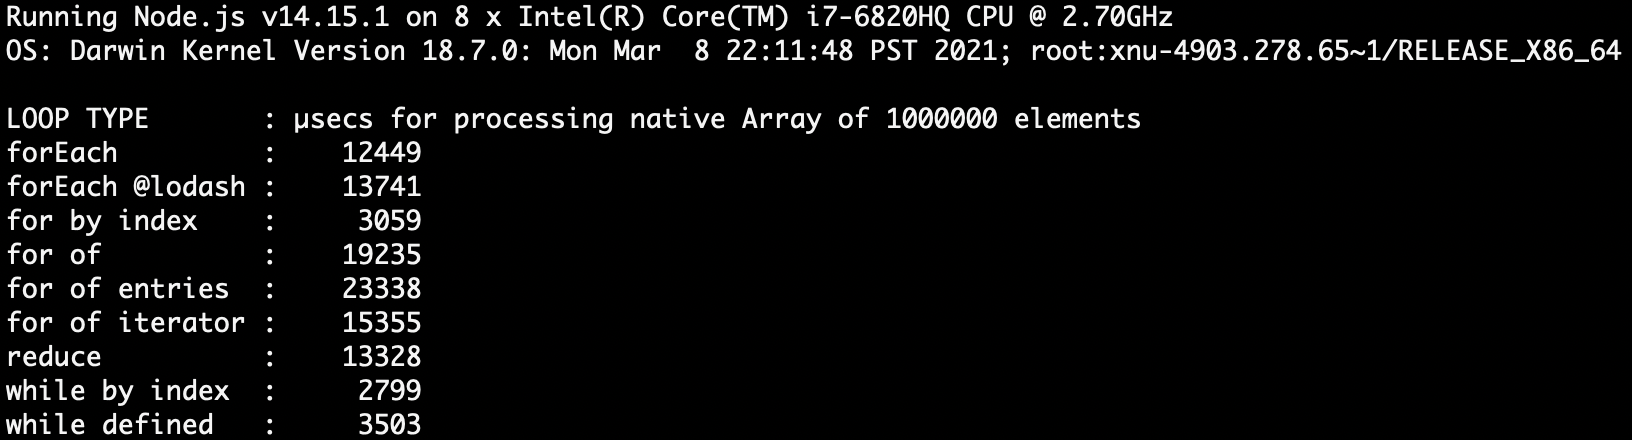 Running Node.js v14.15.1 on 8 x Intel(R) Core(TM) i7-6820HQ CPU @ 2.70GHz
OS: Darwin Kernel Version 18.7.0: Mon Mar  8 22:11:48 PST 2021; root:xnu-4903.278.65~1/RELEASE_X86_64

LOOP TYPE       : µsecs for processing native Array of 1000000 elements
forEach         :    12449
forEach @lodash :    13741
for by index    :     3059
for of          :    19235
for of entries  :    23338
for of iterator :    15355
reduce          :    13328
while by index  :     2799
while defined   :     3503